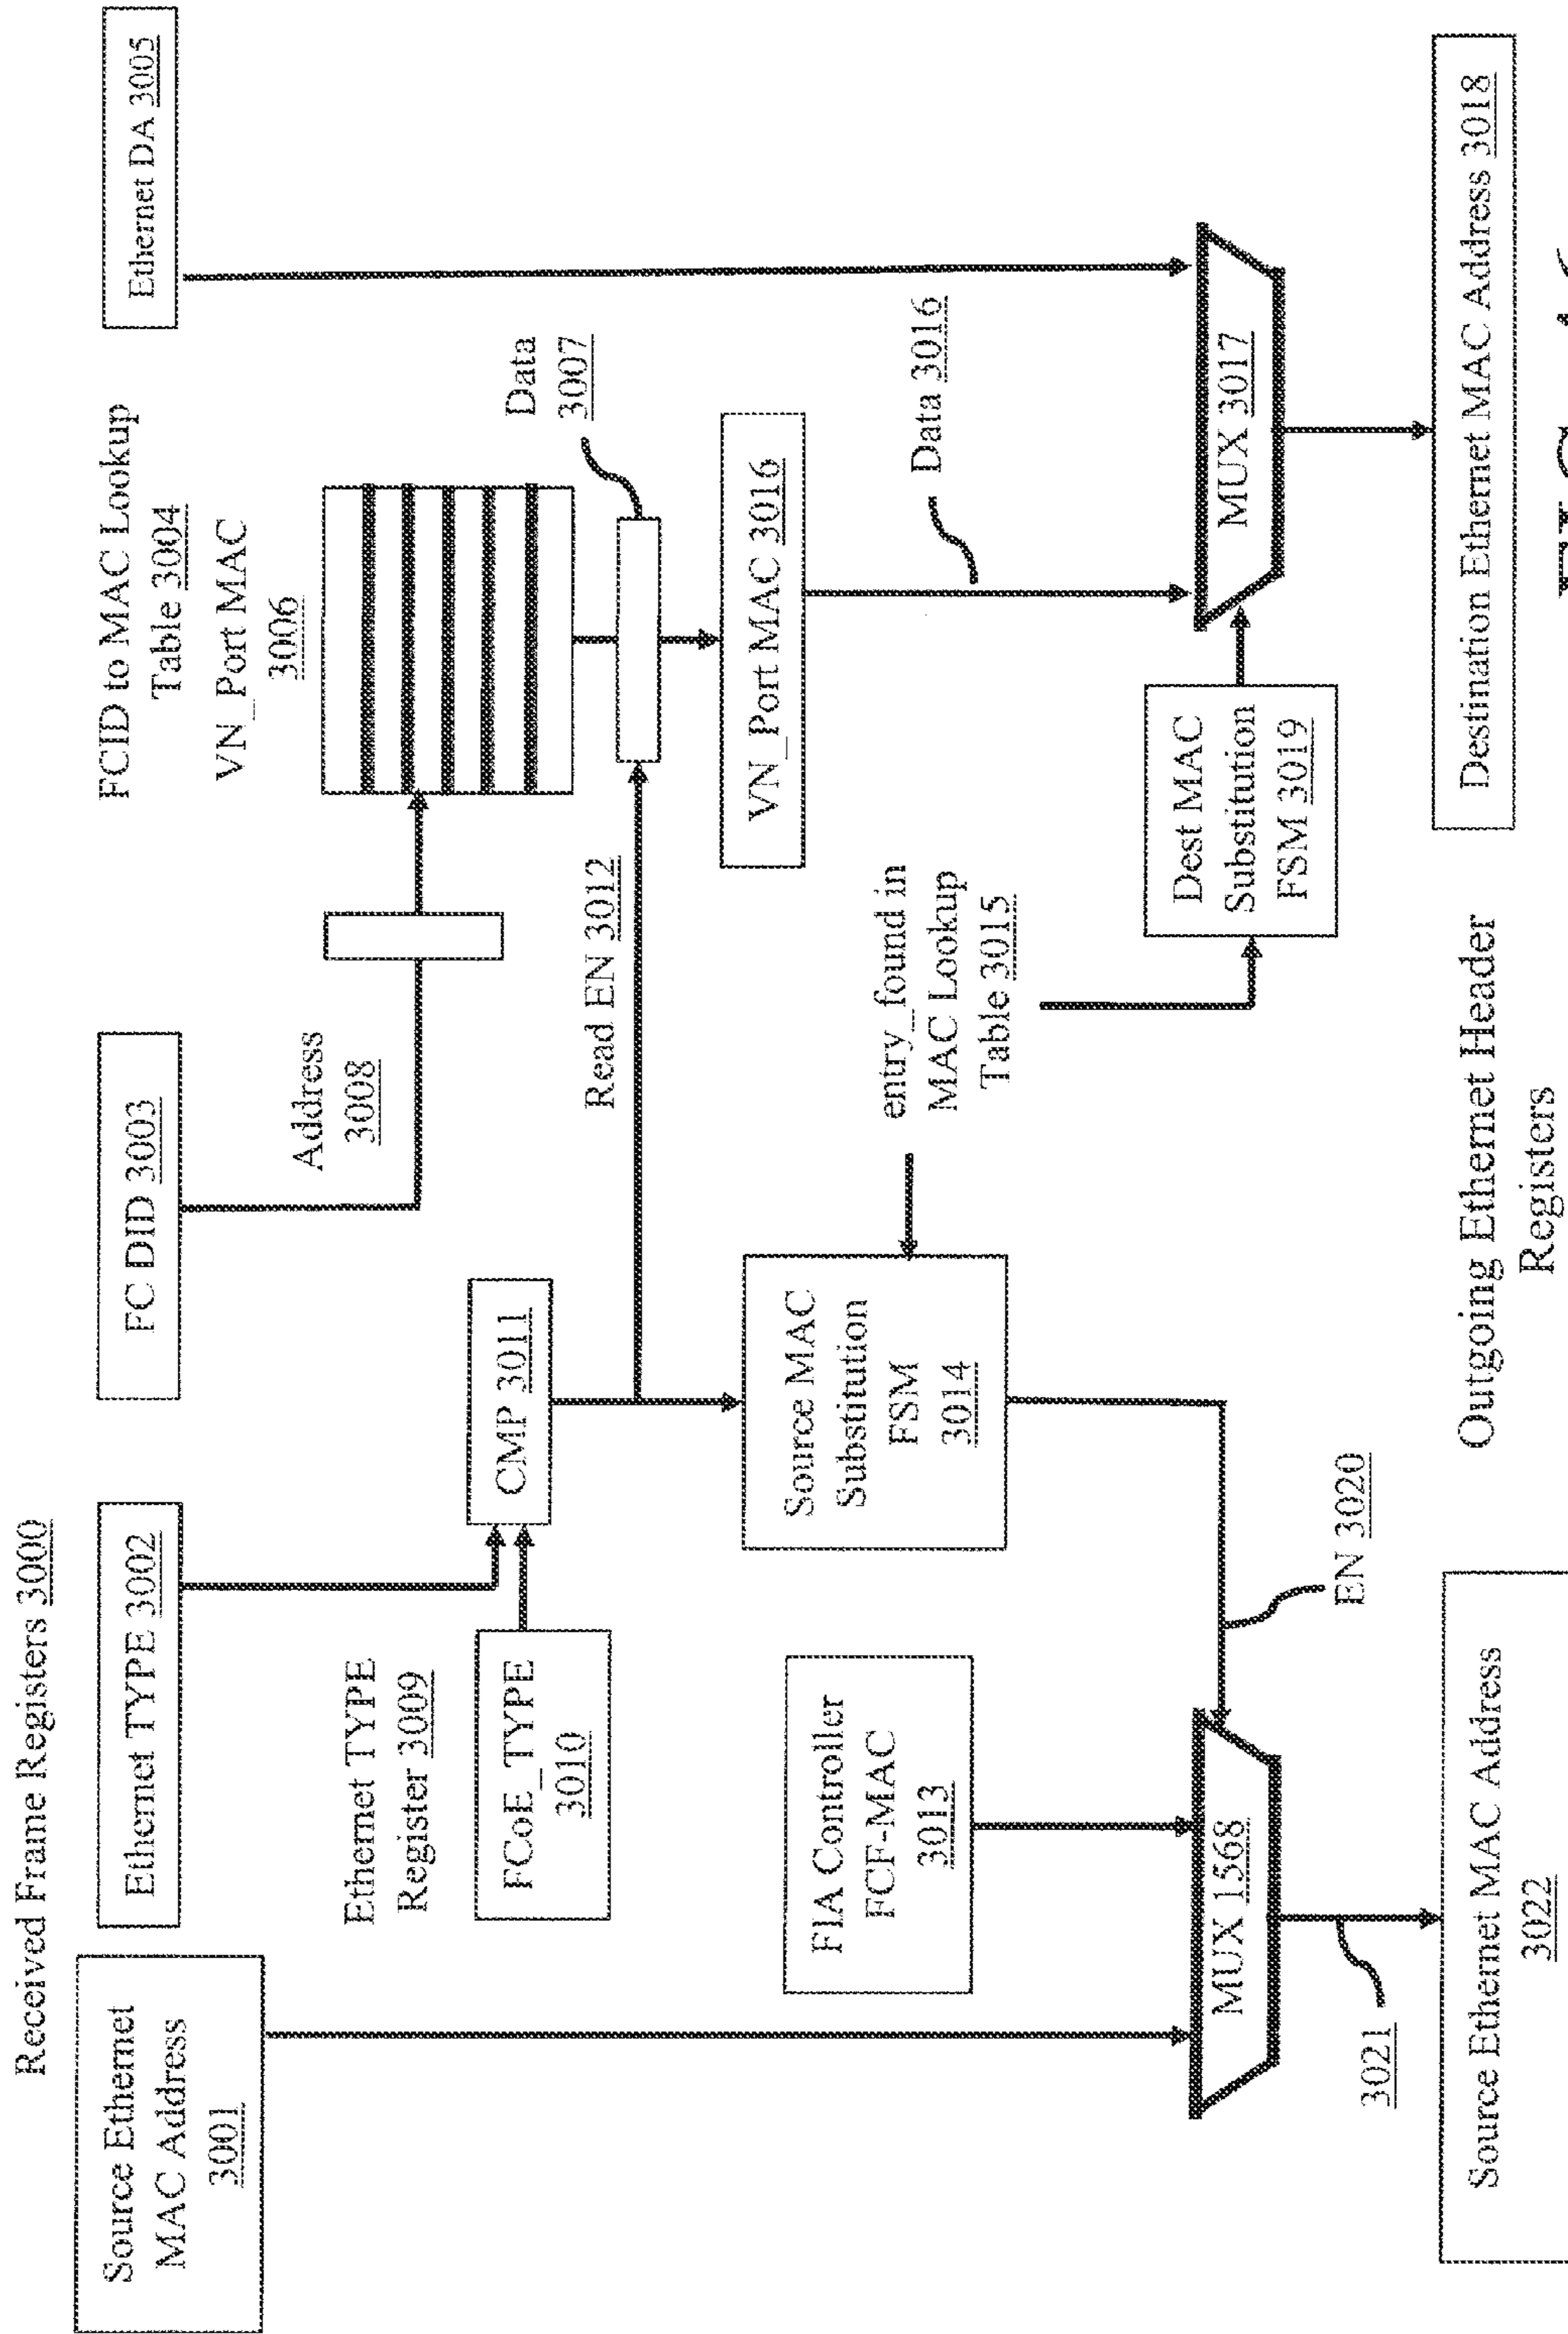 Received Frame Registers 3000
Source Ethernet
MAC Address
3001
Ethernet TYPE 3002
FC DID 3003
FCID to MAC Lookup
Table 3004
VN_Port MAC
3006
Ethernet DA 3005
Address
3008
Ethernet TYPE
Register 3009
FCoE_TYPE
3010
CMP 3011
Read EN 3012
Data
3007
VN_Port MAC 3016
FIA Controller
FCF-MAC
3013
Source MAC
Substitution
FSM
3014
entry_found in
MAC Lookup
Table 3015
Data 3016
Dest MAC
Substitution
FSM 3019
MUX 1568
MUX 3017
EN 3020
3021
Source Ethernet MAC Address
3022
Outgoing Ethernet Header
Registers
Destination Ethernet MAC Address 3018